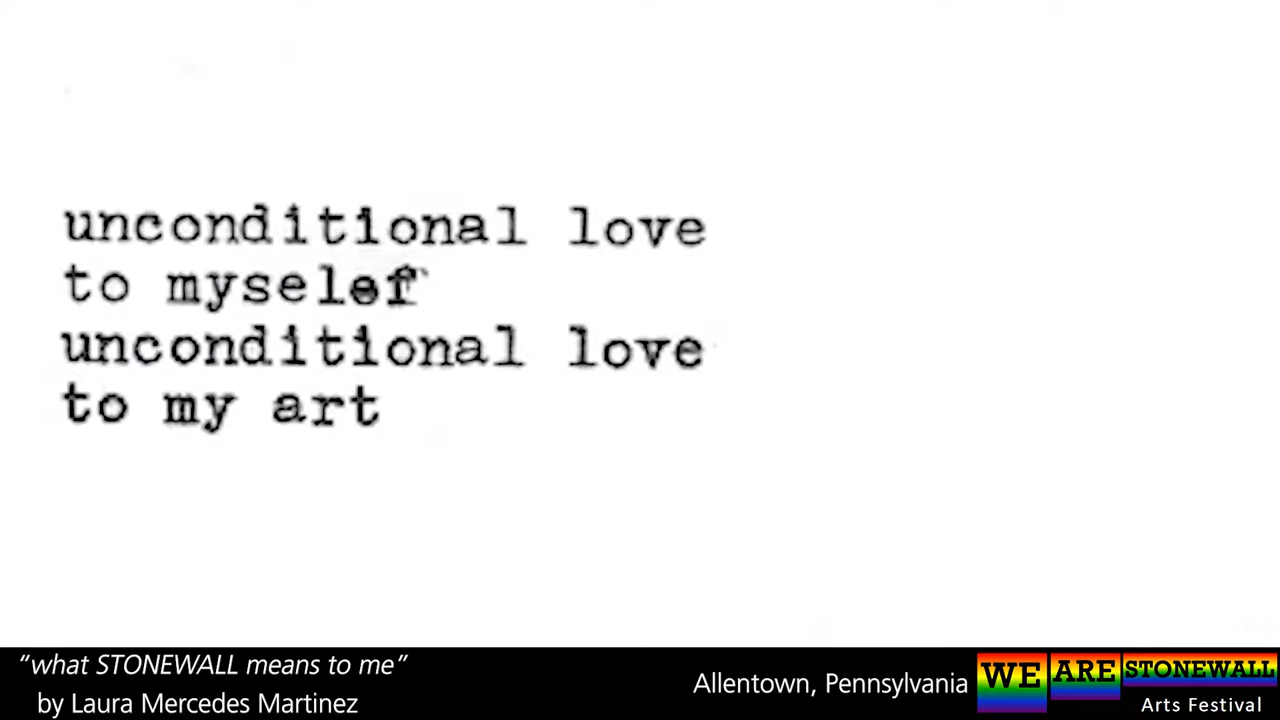 unconditional love
to myselef
unconditional love
to my art
“what STONEWALL means to me”
by Laura Mercedes Martinez
Allentown, Pennsylvania
WE ARE STONEWALL
Arts Festival